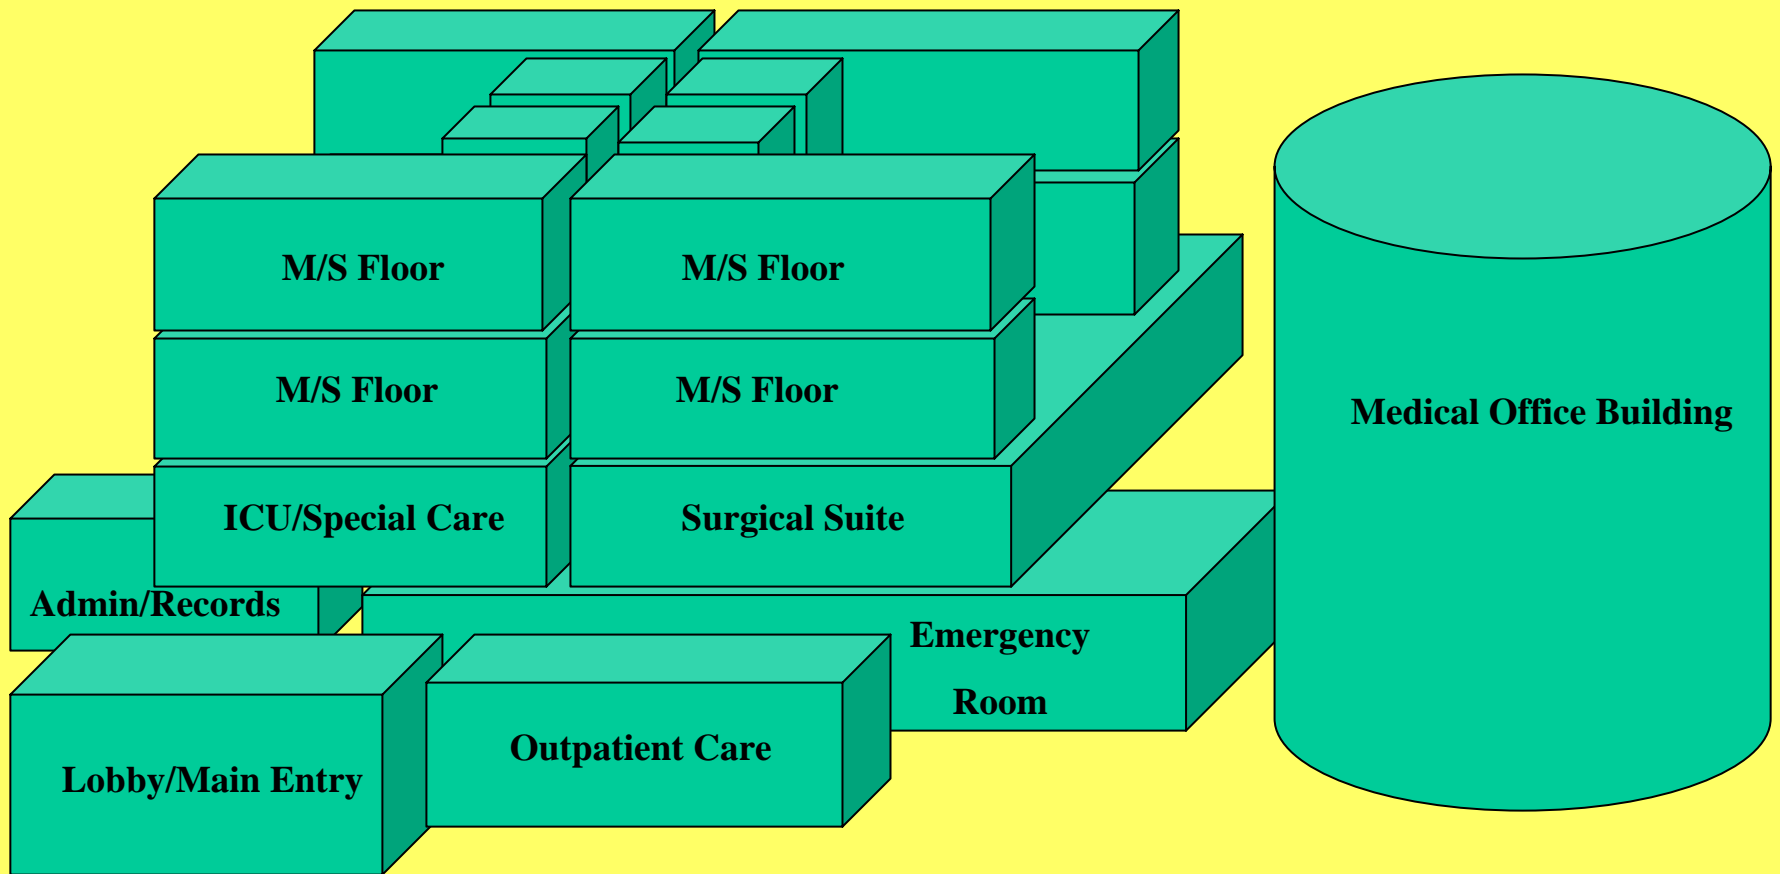 M/S Floor
M/S Floor
M/S Floor
M/S Floor
ICU/Special Care
Surgical Suite
Medical Office Building
Admin/Records
Emergency
Room
Outpatient Care
Lobby/Main Entry